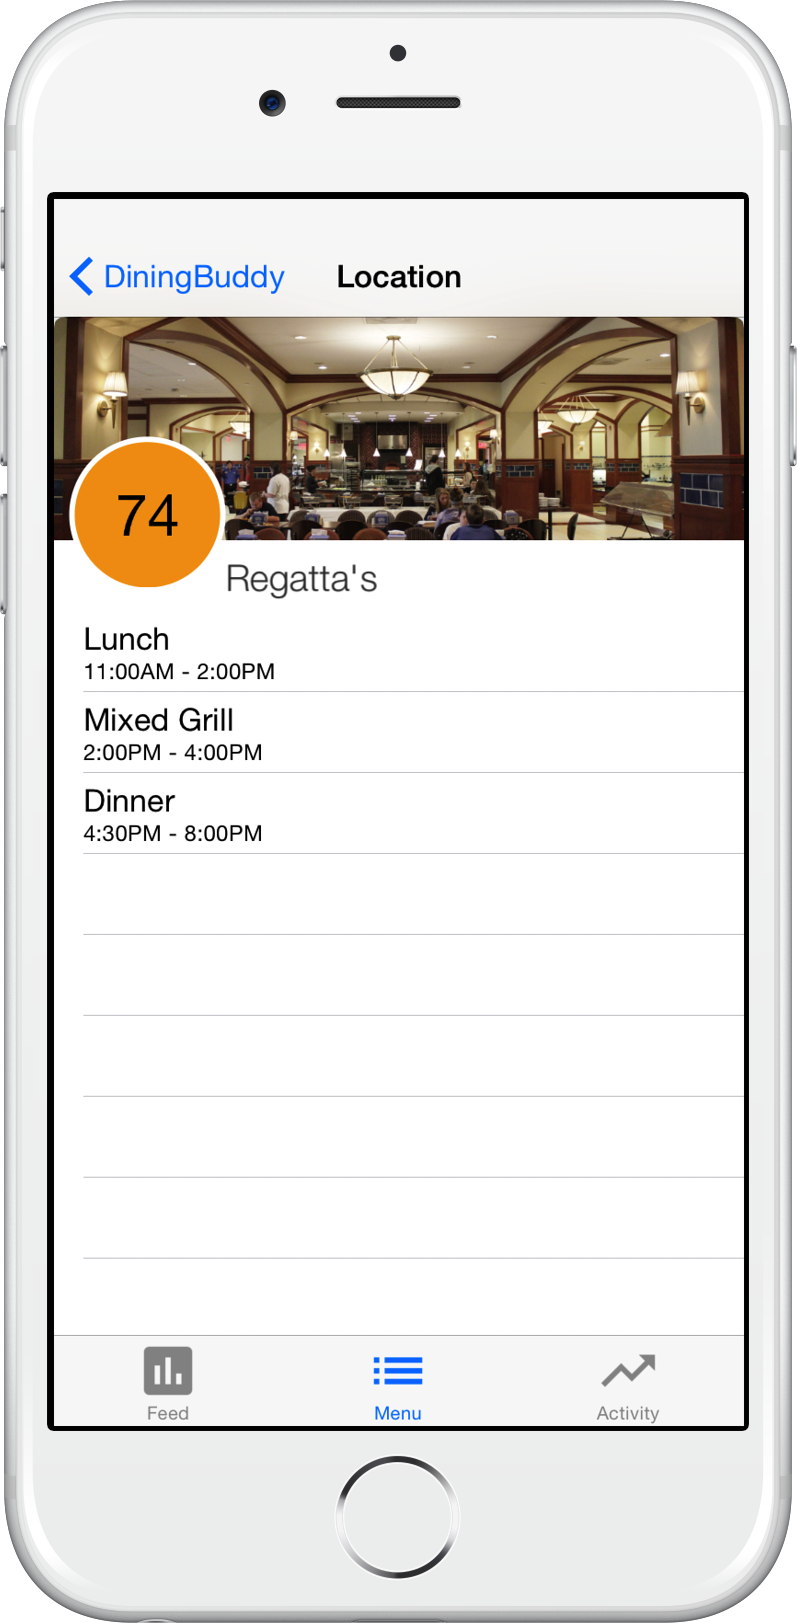 DiningBuddy Location
74
Regatta's
Lunch
11:00AM - 2:00PM
Mixed Grill
2:00PM - 4:00PM
Dinner
4:30PM - 8:00PM
Feed Menu Activity